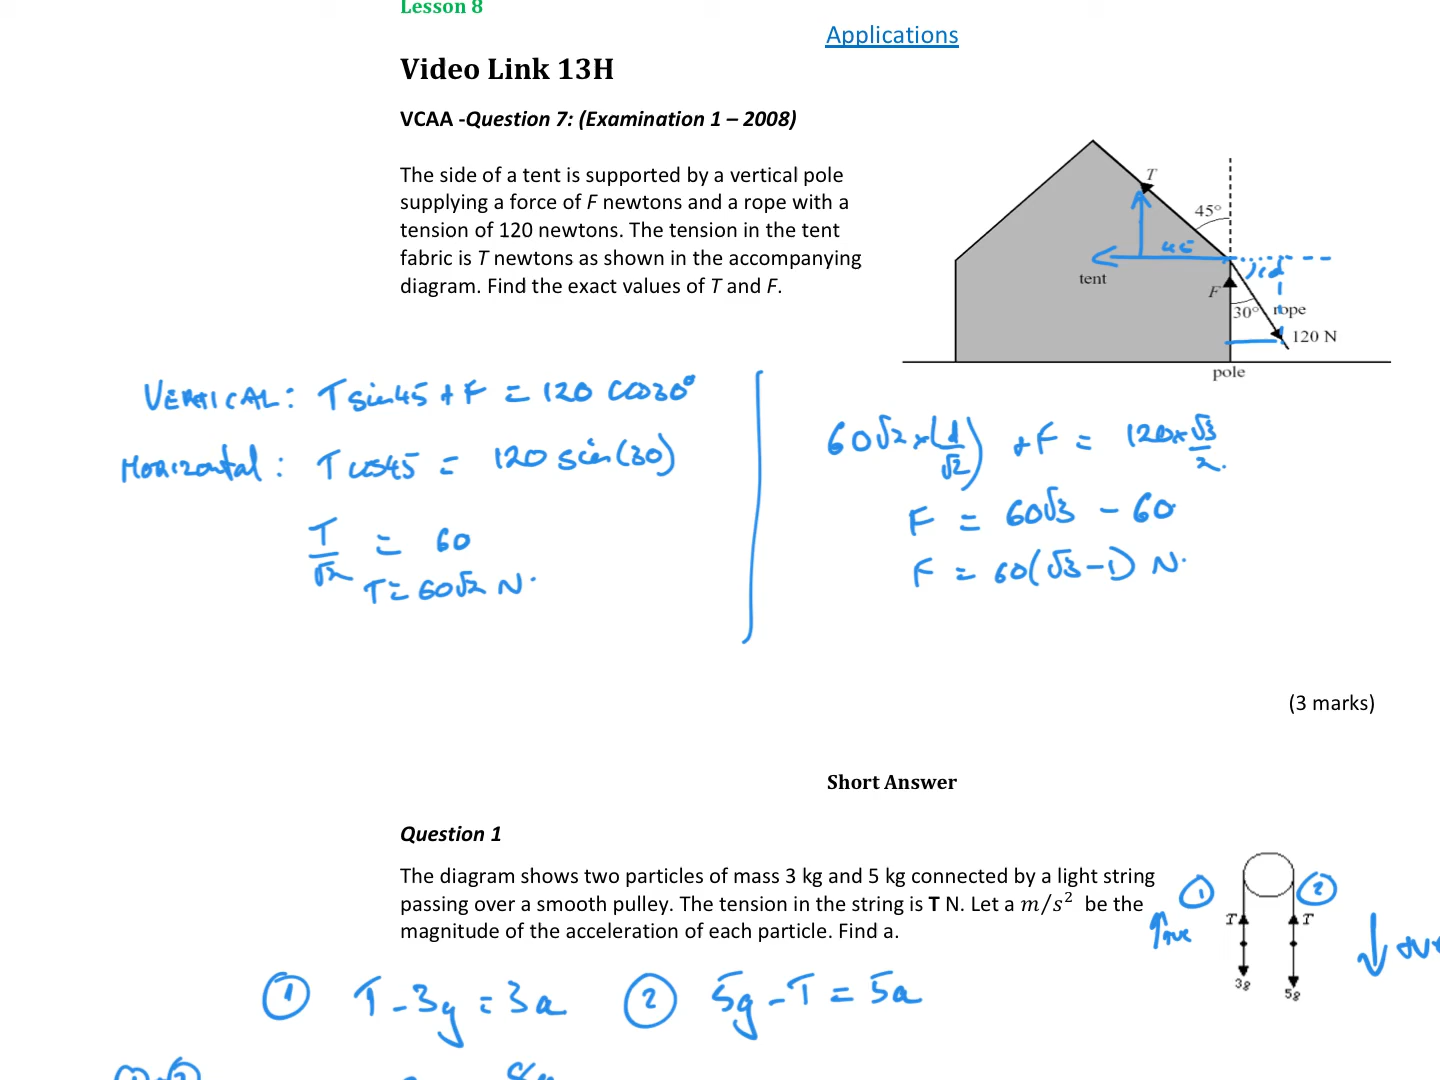 Lesson 8
Applications
Video Link 13H
VCAA -Question 7: (Examination 1 – 2008)
The side of a tent is supported by a vertical pole
supplying a force of F newtons and a rope with a
tension of 120 newtons. The tension in the tent
fabric is T newtons as shown in the accompanying
diagram. Find the exact values of T and F.
T
45°
tent
F
30°
rope
120 N
pole
VERTICAL: T sin45 + F = 120 cos30°
Horizontal: T cos45 = 120 sin(30)
T/√2 = 60
T = 60√2 N.
60√2 × (1/√2) + F = 120 × √3/2.
F = 60√3 - 60
F = 60(√3 - 1) N.
(3 marks)
Short Answer
Question 1
The diagram shows two particles of mass 3 kg and 5 kg connected by a light string
passing over a smooth pulley. The tension in the string is T N. Let a m/s² be the
magnitude of the acceleration of each particle. Find a.
① ②
T T
3g 5g
① T - 3g = 3a ② 5g - T = 5a